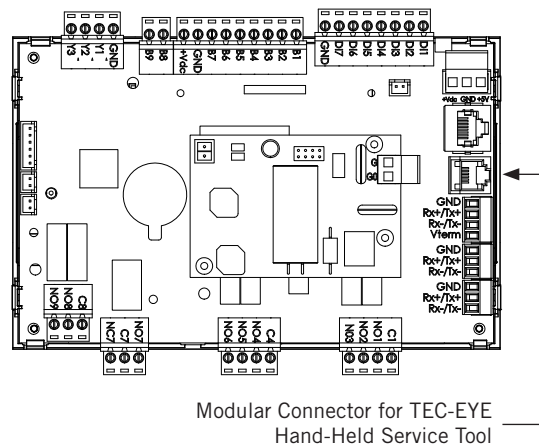 Y3 Y2 Y1 GND
B9 B8 +Vdc GND B7 B6 B5 B4 B3 B2 B1
GND DI7 DI6 DI5 DI4 DI3 DI2 DI1
+Vdc GND +5V
G
G0
GND
Rx+/Tx+
Rx-/Tx-
Vterm
GND
Rx+/Tx+
Rx-/Tx-
GND
Rx+/Tx+
Rx-/Tx-
NO9 NO8 C8
NC7 C7 NO7
NO6 NO5 NO4 C4
NO3 NO2 NO1 C1
Modular Connector for TEC-EYE
Hand-Held Service Tool